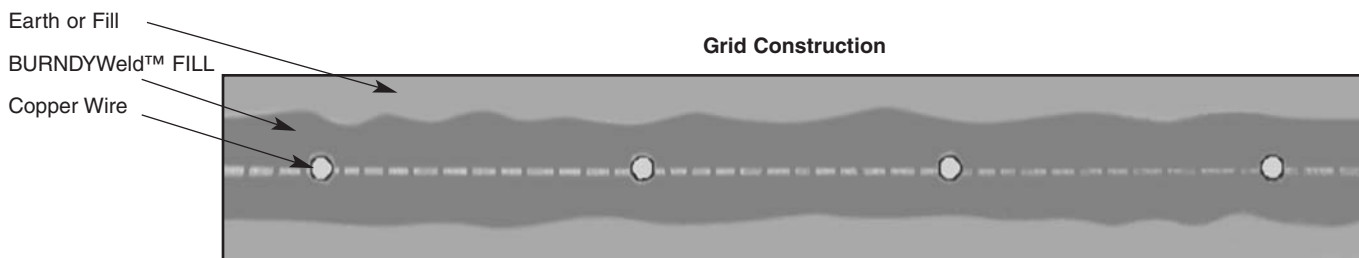 Earth or Fill
Grid Construction
BURNDYWeld™ FILL
Copper Wire